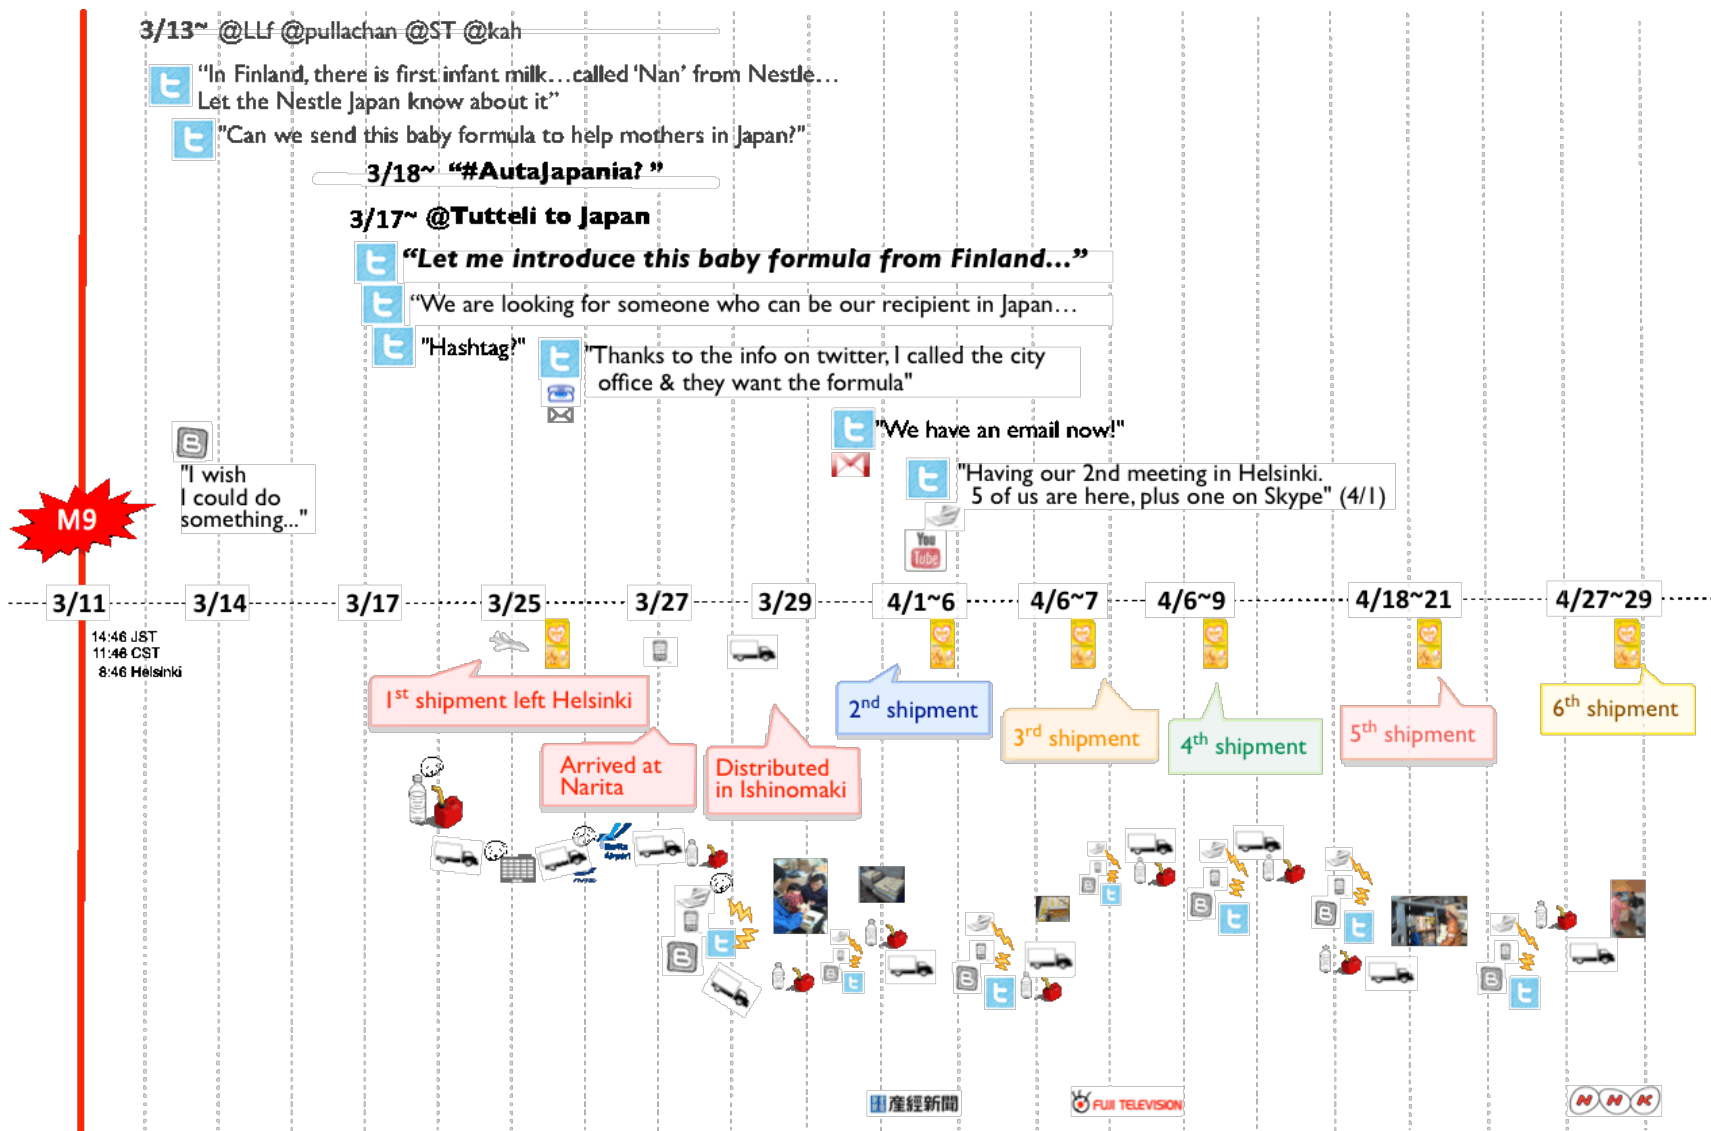 3/13~ @LLf @pullachan @ST @kah
“In Finland, there is first infant milk…called ‘Nan’ from Nestle…
Let the Nestle Japan know about it”
"Can we send this baby formula to help mothers in Japan?"
3/18~ “#AutaJapania? ”
3/17~ @Tutteli to Japan
“Let me introduce this baby formula from Finland…”
“We are looking for someone who can be our recipient in Japan…
"Hashtag?"
"Thanks to the info on twitter, I called the city
office & they want the formula"
"We have an email now!"
"Having our 2nd meeting in Helsinki.
5 of us are here, plus one on Skype" (4/1)
You
Tube
"I wish
I could do
something..."
M9
3/11
3/14
3/17
3/25
3/27
3/29
4/1~6
4/6~7
4/6~9
4/18~21
4/27~29
14:46 JST
11:46 CST
8:46 Helsinki
1st shipment left Helsinki
Arrived at
Narita
Distributed
in Ishinomaki
2nd shipment
3rd shipment
4th shipment
5th shipment
6th shipment
Narita
Airport
産經新聞
FUJI TELEVISION
NHK